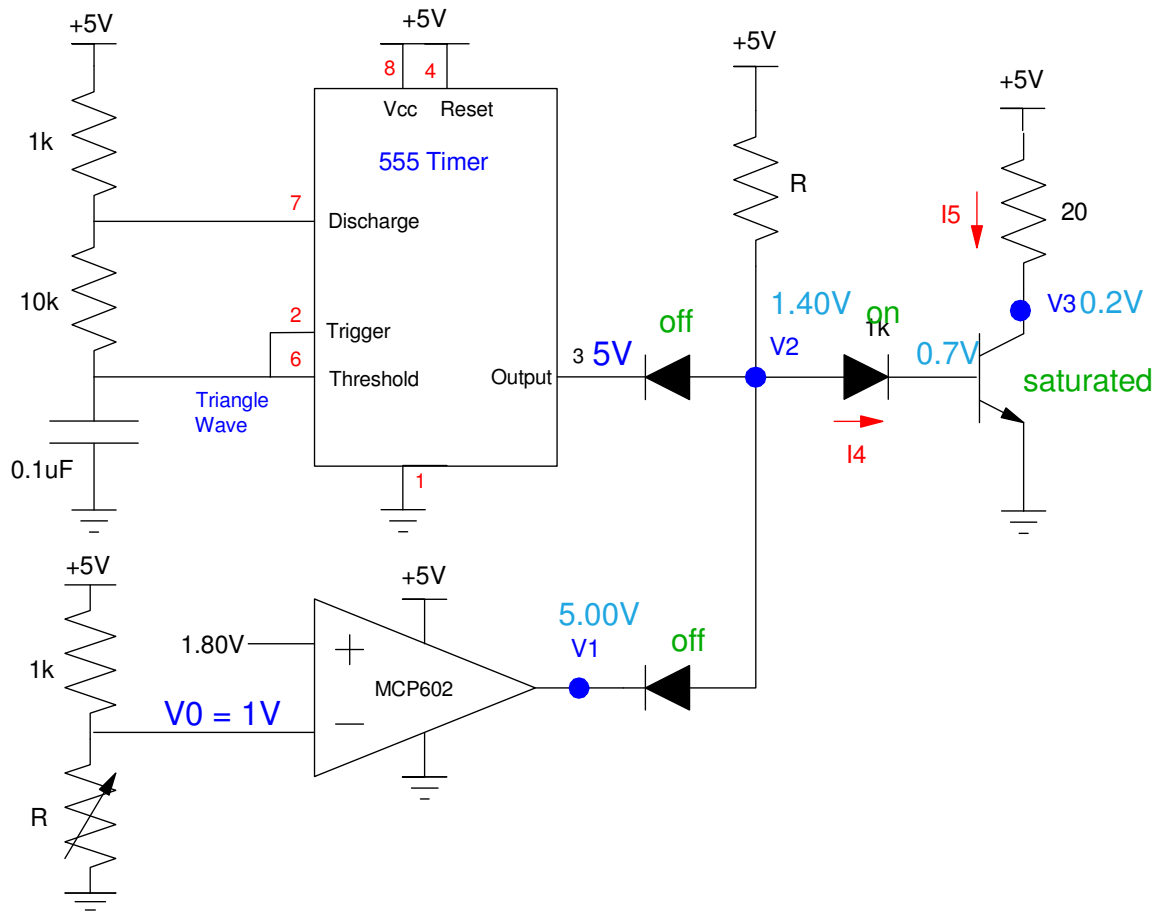 +5V
+5V
+5V
+5V
8
4
Vcc
Reset
1k
555 Timer
R
7
Discharge
I5
20
10k
2
Trigger
6
Threshold
Triangle
Wave
3
5V
Output
off
1.40V
on
1k
V2
I4
0.7V
V3
0.2V
saturated
0.1uF
1
+5V
+5V
1k
1.80V
+
MCP602
−
V0 = 1V
5.00V
V1
off
R